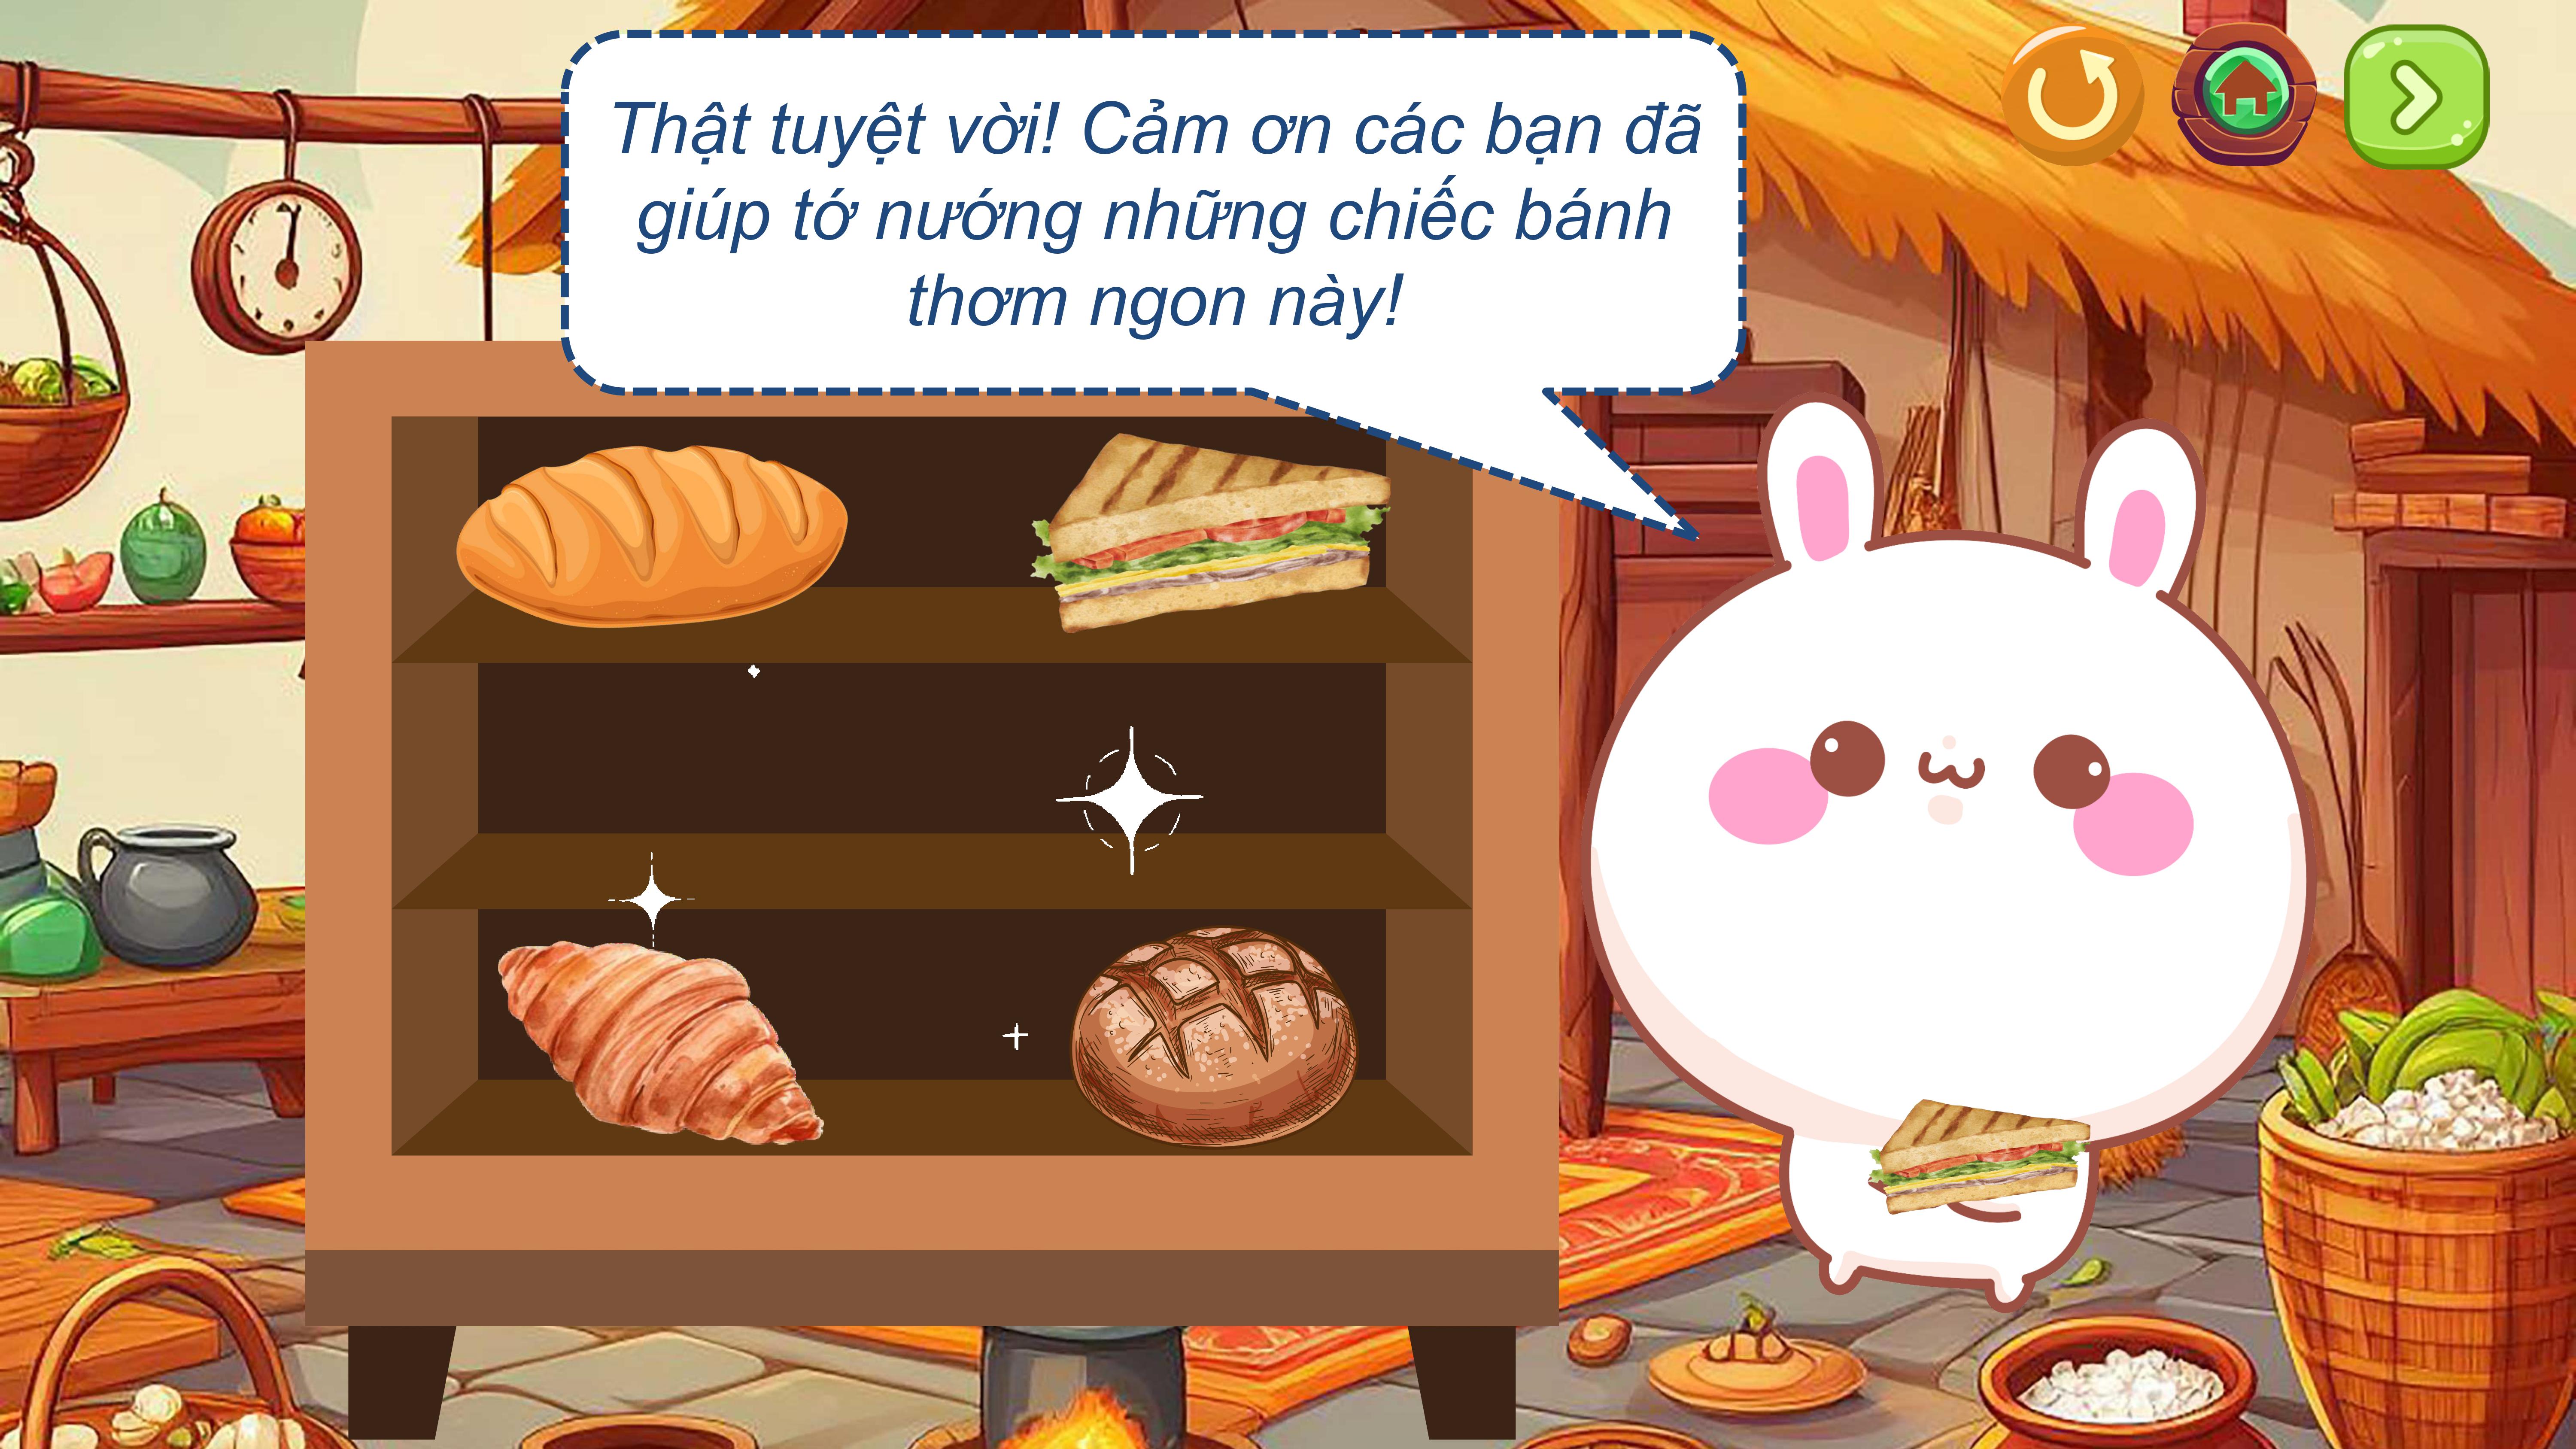 Thật tuyệt vời! Cảm ơn các bạn đã
giúp tớ nướng những chiếc bánh
thơm ngon này!